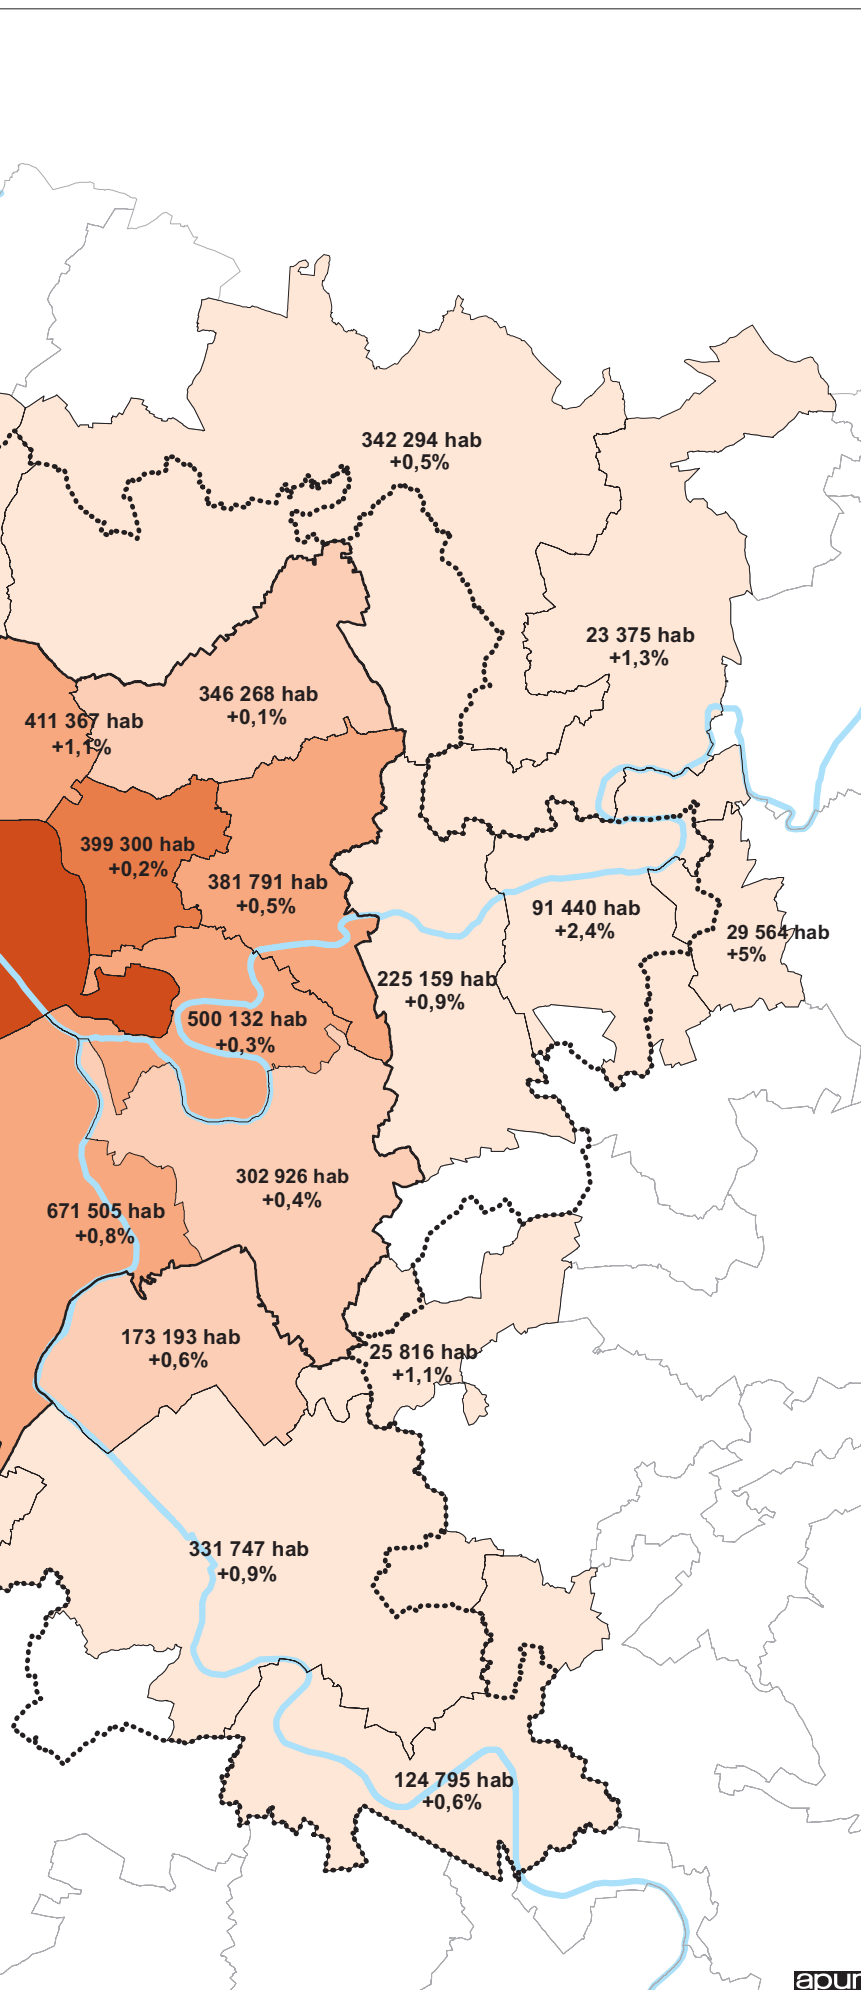 342 294 hab
+0,5%
23 375 hab
+1,3%
346 268 hab
+0,1%
411 367 hab
+1,1%
399 300 hab
+0,2%
381 791 hab
+0,5%
91 440 hab
+2,4%
29 564 hab
+5%
225 159 hab
+0,9%
500 132 hab
+0,3%
302 926 hab
+0,4%
671 505 hab
+0,8%
173 193 hab
+0,6%
25 816 hab
+1,1%
331 747 hab
+0,9%
124 795 hab
+0,6%
apur